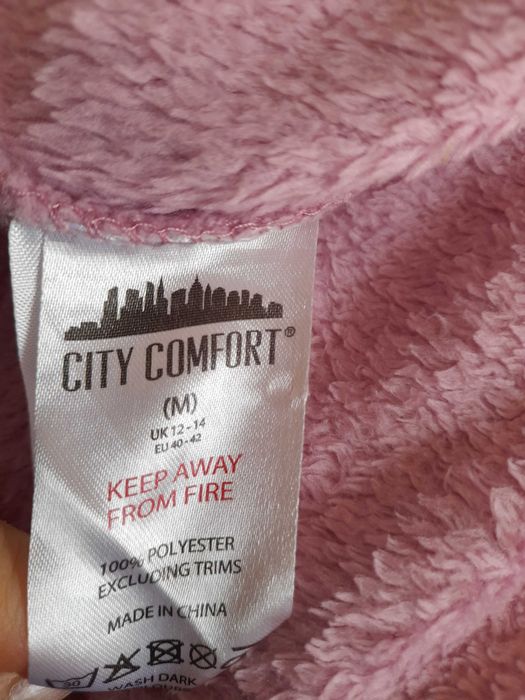 CITY COMFORT®
(M)
UK 12 - 14
EU 40 - 42
KEEP AWAY
FROM FIRE
100% POLYESTER
EXCLUDING TRIMS
MADE IN CHINA
30
WASH DARK